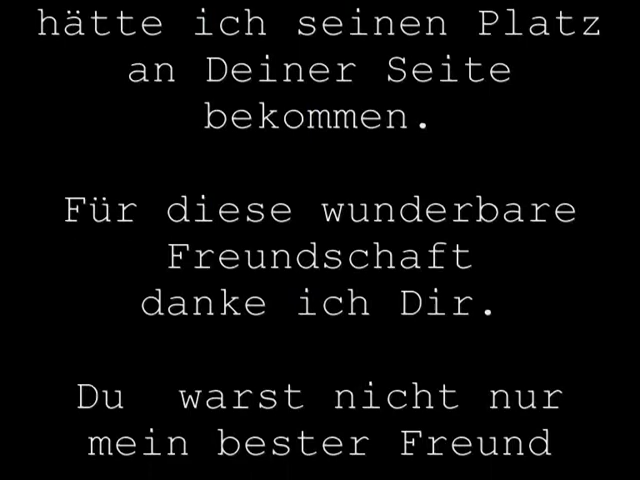 hätte ich seinen Platz
an Deiner Seite
bekommen.
Für diese wunderbare
Freundschaft
danke ich Dir.
Du warst nicht nur
mein bester Freund